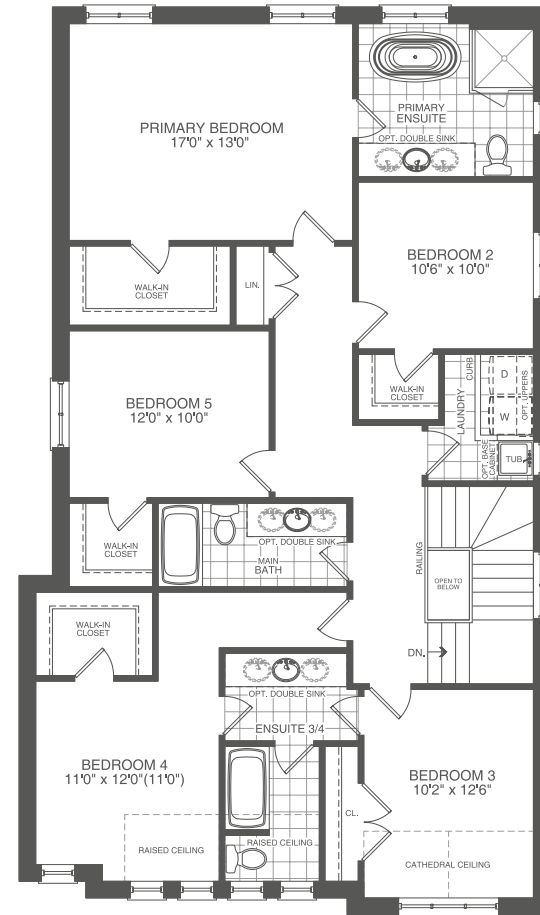 PRIMARY BEDROOM
17'0" x 13'0"
PRIMARY
ENSUITE
OPT. DOUBLE SINK
BEDROOM 2
10'6" x 10'0"
WALK-IN
CLOSET
LIN.
WALK-IN
CLOSET
LAUNDRY
CURB
D
W
OPT. UPPERS
OPT. BASE
CABINET
TUB
BEDROOM 5
12'0" x 10'0"
WALK-IN
CLOSET
OPT. DOUBLE SINK
MAIN
BATH
RAILING
OPEN TO
BELOW
DN.
WALK-IN
CLOSET
OPT. DOUBLE SINK
ENSUITE 3/4
BEDROOM 4
11'0" x 12'0"(11'0")
RAISED CEILING
RAISED CEILING
CL.
BEDROOM 3
10'2" x 12'6"
CATHEDRAL CEILING